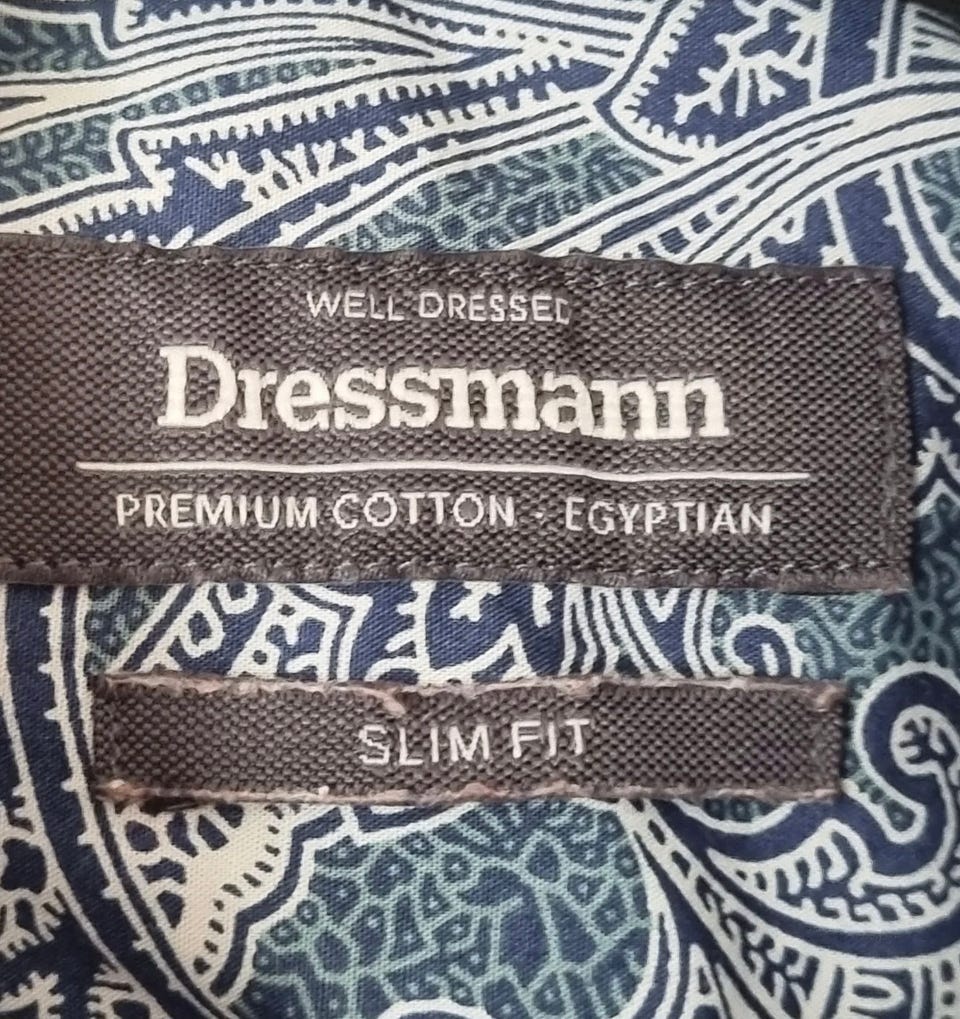 WELL DRESSED
Dressmann
PREMIUM COTTON · EGYPTIAN
SLIM FIT